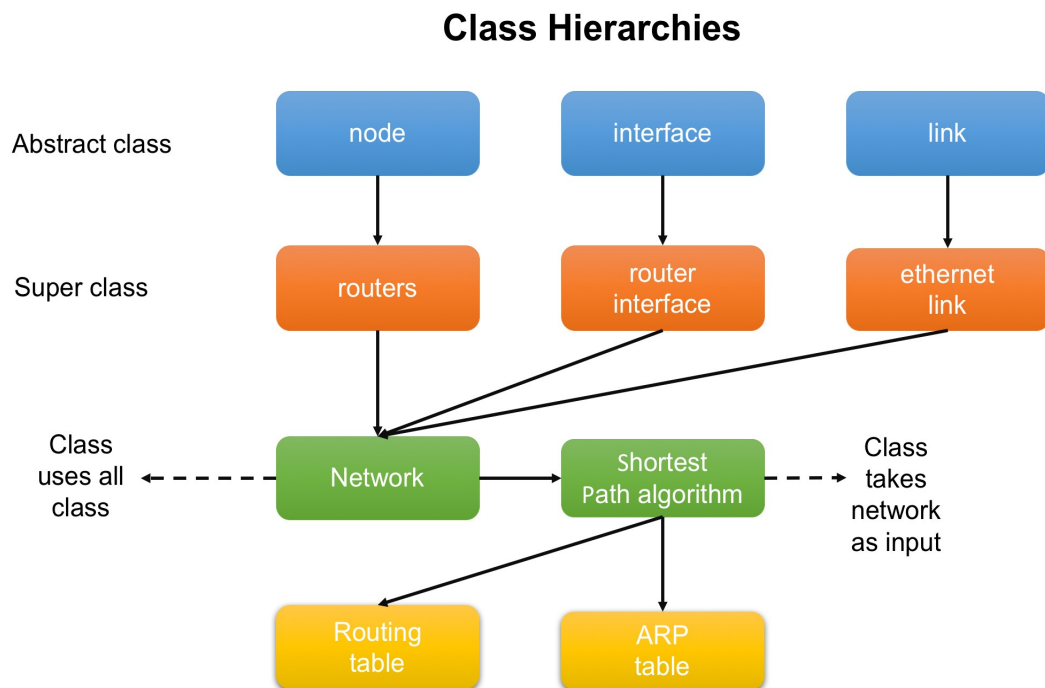 Class Hierarchies
Abstract class
node
interface
link
Super class
routers
router
interface
ethernet
link
Class
uses all
class
Network
Shortest
Path algorithm
Class
takes
network
as input
Routing
table
ARP
table